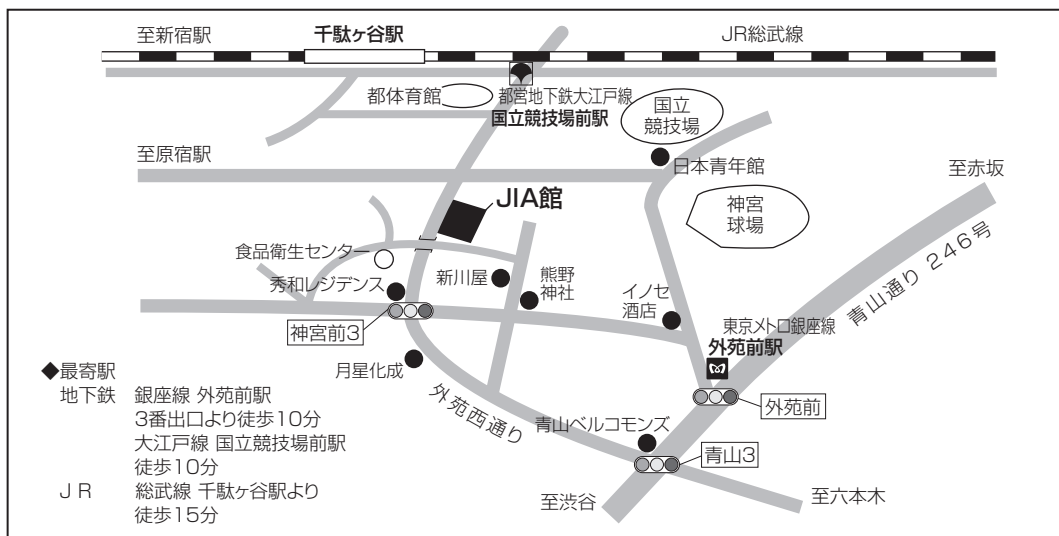 至新宿駅
千駄ヶ谷駅
JR総武線
都体育館
都営地下鉄大江戸線
国立競技場前駅
国立
競技場
至原宿駅
日本青年館
至赤坂
JIA館
神宮
球場
食品衛生センター
秀和レジデンス
新川屋
熊野
神社
イノセ
酒店
青山通り 246号
神宮前3
東京メトロ銀座線
外苑前駅
月星化成
外苑西通り
外苑前
青山ベルコモンズ
青山3
至渋谷
至六本木
◆最寄駅
地下鉄 銀座線 外苑前駅
3番出口より徒歩10分
大江戸線 国立競技場前駅
徒歩10分
J R 総武線 千駄ヶ谷駅より
徒歩15分